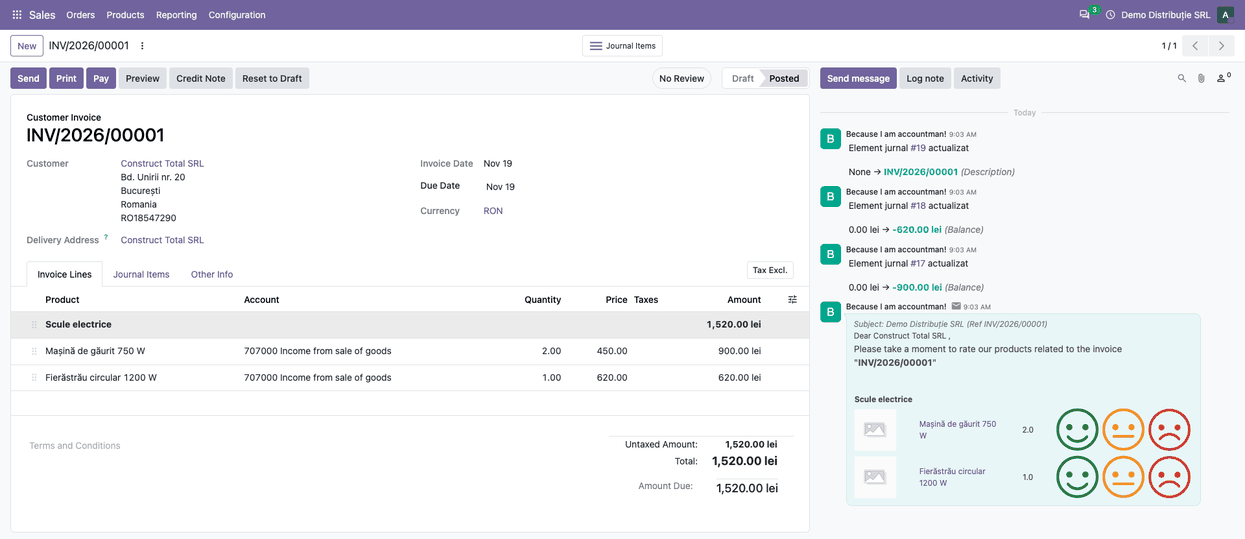 Sales Orders Products Reporting Configuration 3 Demo Distribuție SRL A
New INV/2026/00001 Journal Items 1 / 1
Send Print Pay Preview Credit Note Reset to Draft No Review Draft Posted
Customer Invoice
INV/2026/00001
Customer Construct Total SRL Invoice Date Nov 19
Bd. Unirii nr. 20
București Due Date Nov 19
Romania
RO18547290 Currency RON
Delivery Address ? Construct Total SRL
Invoice Lines Journal Items Other Info Tax Excl.
Product Account Quantity Price Taxes Amount
Scule electrice 1,520.00 lei
Mașină de găurit 750 W 707000 Income from sale of goods 2.00 450.00 900.00 lei
Fierăstrău circular 1200 W 707000 Income from sale of goods 1.00 620.00 620.00 lei
Terms and Conditions
Untaxed Amount: 1,520.00 lei
Total: 1,520.00 lei
Amount Due: 1,520.00 lei
Send message Log note Activity 0
Today
B Because I am accountman! 9:03 AM
Element jurnal #19 actualizat
None → INV/2026/00001 (Description)
B Because I am accountman! 9:03 AM
Element jurnal #18 actualizat
0.00 lei → -620.00 lei (Balance)
B Because I am accountman! 9:03 AM
Element jurnal #17 actualizat
0.00 lei → -900.00 lei (Balance)
B Because I am accountman! 9:03 AM
Subject: Demo Distribuție SRL (Ref INV/2026/00001)
Dear Construct Total SRL ,
Please take a moment to rate our products related to the invoice
"INV/2026/00001"
Scule electrice
Mașină de găurit 750
W 2.0
Fierăstrău circular
1200 W 1.0